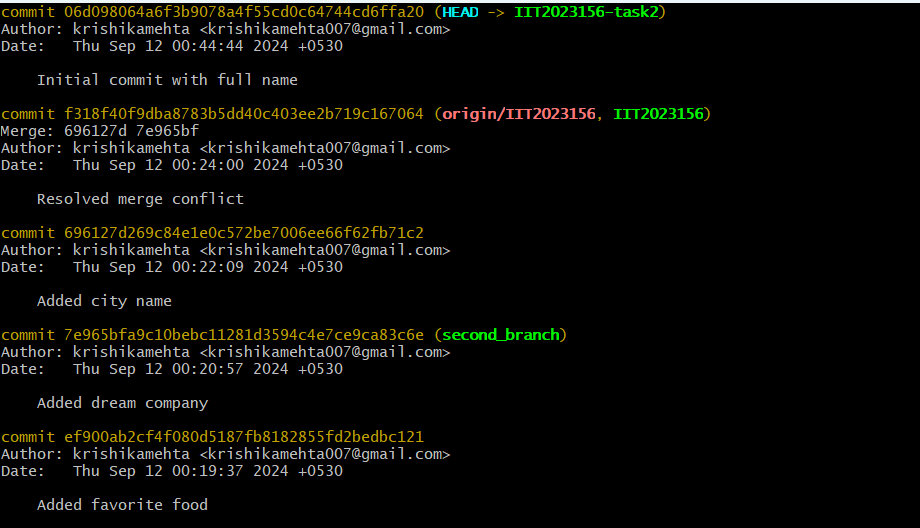 commit 06d098064a6f3b9078a4f55cd0c64744cd6ffa20 (HEAD -> IIT2023156-task2)
Author: krishikamehta <krishikamehta007@gmail.com>
Date:   Thu Sep 12 00:44:44 2024 +0530
    Initial commit with full name
commit f318f40f9dba8783b5dd40c403ee2b719c167064 (origin/IIT2023156, IIT2023156)
Merge: 696127d 7e965bf
Author: krishikamehta <krishikamehta007@gmail.com>
Date:   Thu Sep 12 00:24:00 2024 +0530
    Resolved merge conflict
commit 696127d269c84e1e0c572be7006ee66f62fb71c2
Author: krishikamehta <krishikamehta007@gmail.com>
Date:   Thu Sep 12 00:22:09 2024 +0530
    Added city name
commit 7e965bfa9c10bebc11281d3594c4e7ce9ca83c6e (second_branch)
Author: krishikamehta <krishikamehta007@gmail.com>
Date:   Thu Sep 12 00:20:57 2024 +0530
    Added dream company
commit ef900ab2cf4f080d5187fb8182855fd2bedbc121
Author: krishikamehta <krishikamehta007@gmail.com>
Date:   Thu Sep 12 00:19:37 2024 +0530
    Added favorite food